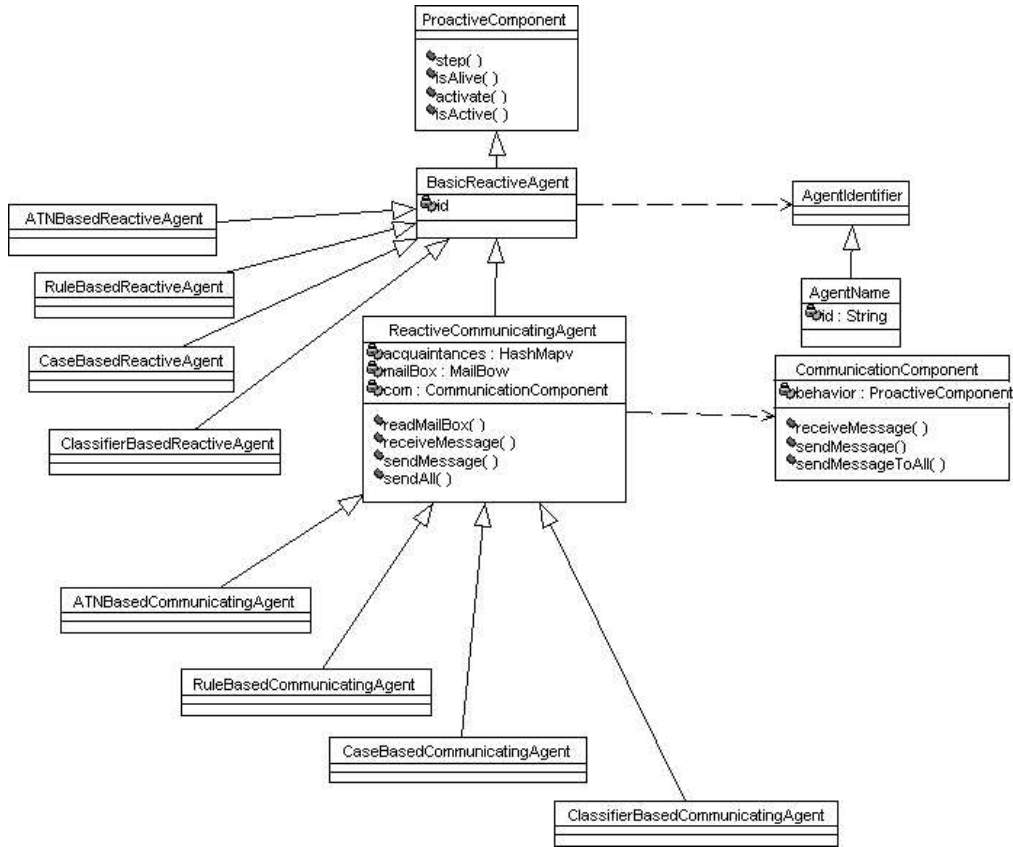 ProactiveComponent
step( )
isAlive( )
activate( )
isActive( )
BasicReactiveAgent
id
AgentIdentifier
ATNBasedReactiveAgent
RuleBasedReactiveAgent
CaseBasedReactiveAgent
ClassifierBasedReactiveAgent
AgentName
id : String
ReactiveCommunicatingAgent
acquaintances : HashMapv
mailBox : MailBow
com : CommunicationComponent
readMailBox( )
receiveMessage( )
sendMessage( )
sendAll( )
CommunicationComponent
behavior : ProactiveComponent
receiveMessage( )
sendMessage()
sendMessageToAll( )
ATNBasedCommunicatingAgent
RuleBasedCommunicatingAgent
CaseBasedCommunicatingAgent
ClassifierBasedCommunicatingAgent